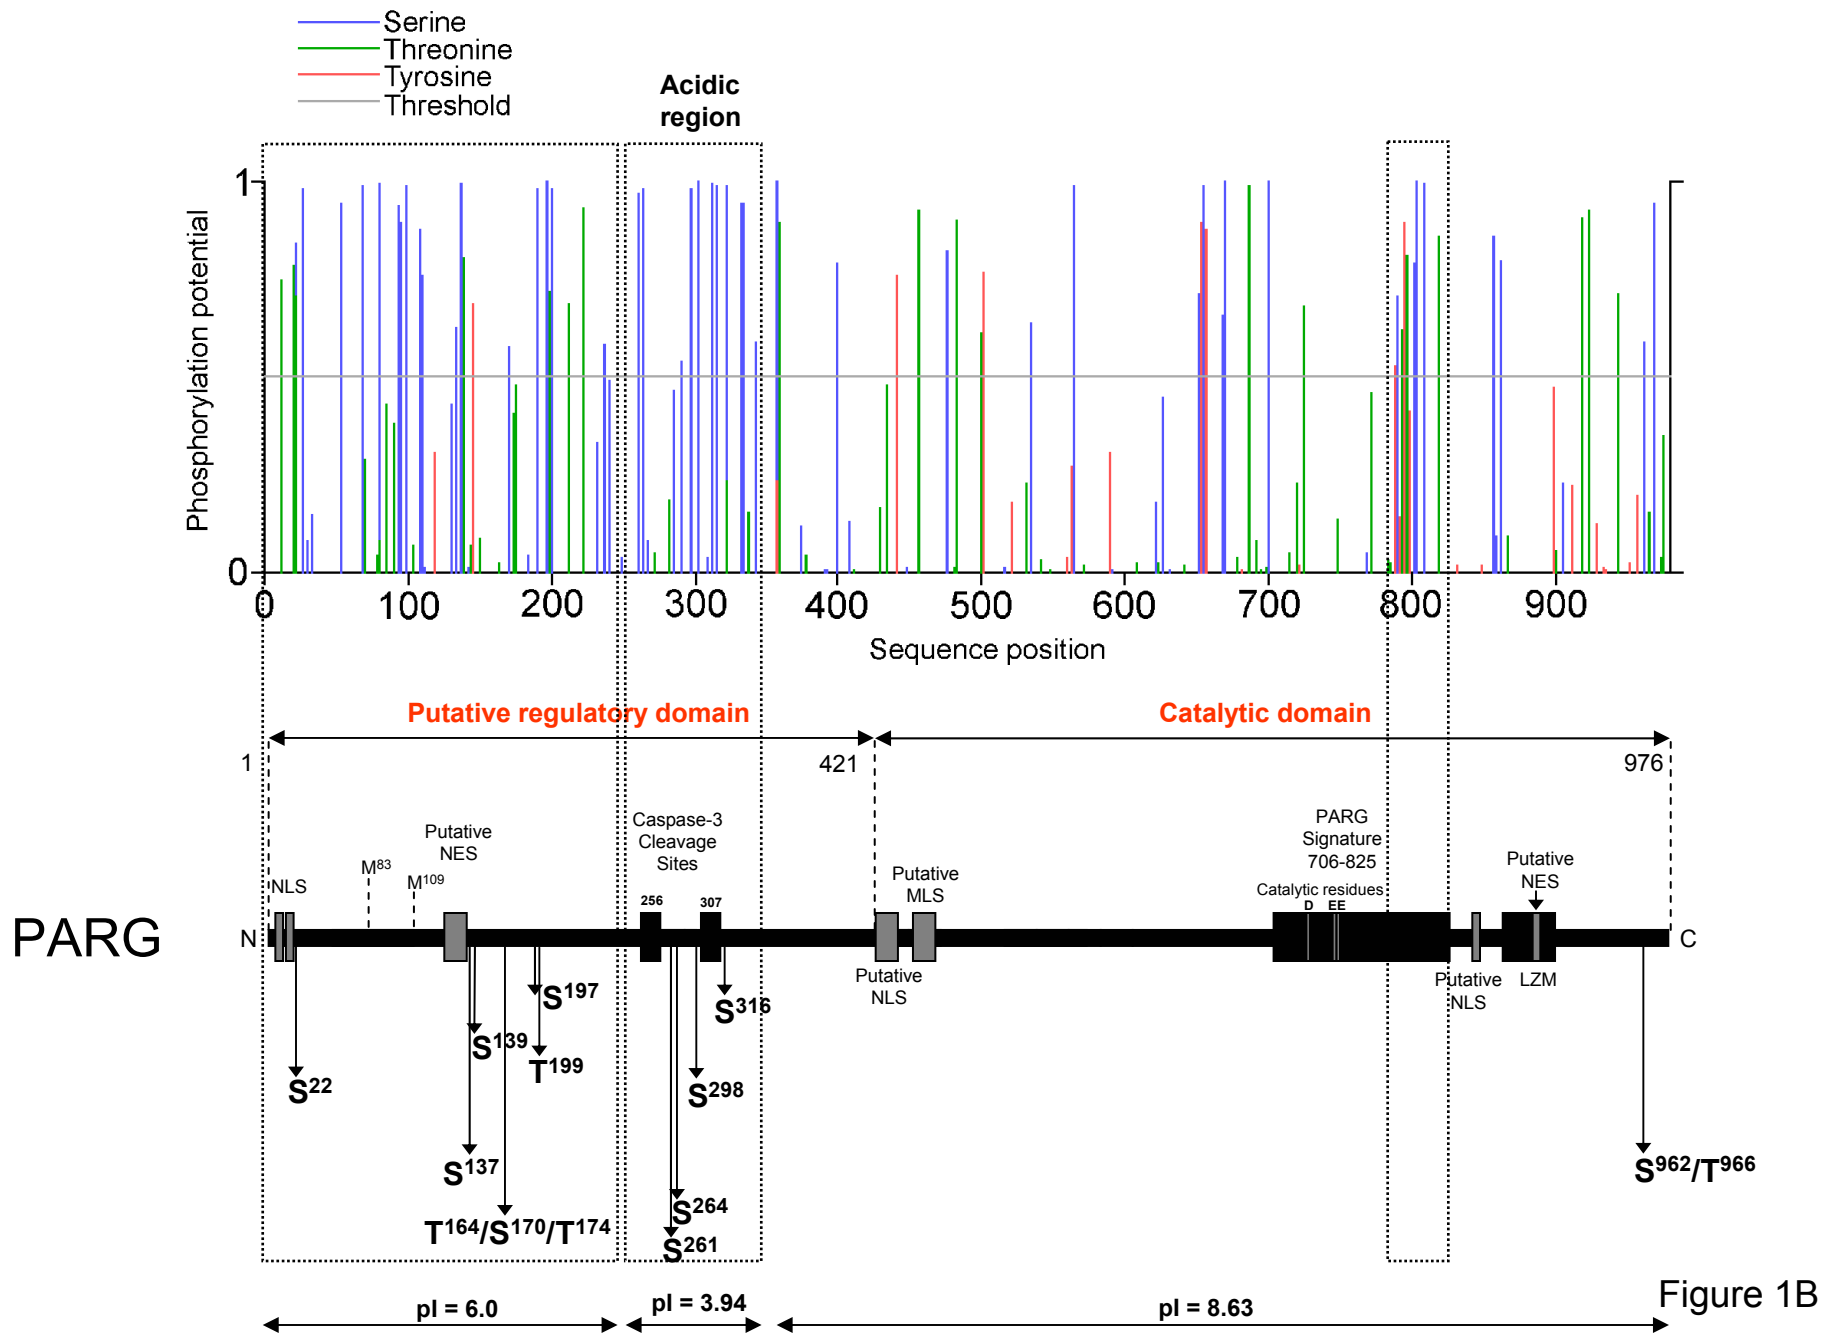 Serine
Threonine
Tyrosine
Threshold
Acidic
region
1
0
Phosphorylation potential
0 100 200 300 400 500 600 700 800 900
Sequence position
Putative regulatory domain
Catalytic domain
1
421
976
NLS
M83
M109
Putative
NES
Caspase-3
Cleavage
Sites
256
307
Putative
MLS
PARG
Signature
706-825
Catalytic residues
D EE
Putative
NES
PARG
N
C
Putative
NLS
Putative
NLS
LZM
S22
S137
S139
T164/S170/T174
S197
T199
S261
S264
S298
S316
S962/T966
pI = 6.0
pI = 3.94
pI = 8.63
Figure 1B